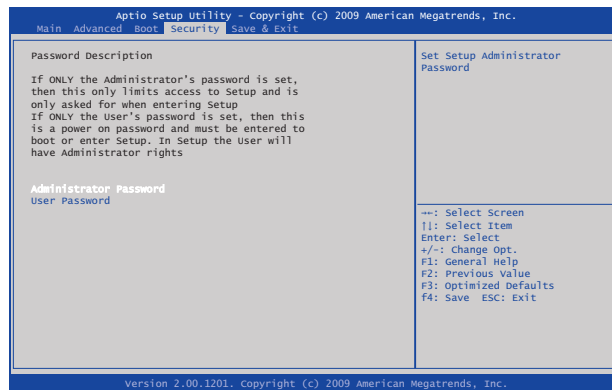 Aptio Setup Utility - Copyright (c) 2009 American Megatrends, Inc.
Main Advanced Boot Security Save & Exit
Password Description
If ONLY the Administrator's password is set,
then this only limits access to Setup and is
only asked for when entering Setup
If ONLY the User's password is set, then this
is a power on password and must be entered to
boot or enter Setup. In Setup the User will
have Administrator rights
Administrator Password
User Password
Set Setup Administrator
Password
→←: Select Screen
↑↓: Select Item
Enter: Select
+/-: Change Opt.
F1: General Help
F2: Previous Value
F3: Optimized Defaults
f4: Save ESC: Exit
Version 2.00.1201. Copyright (c) 2009 American Megatrends, Inc.